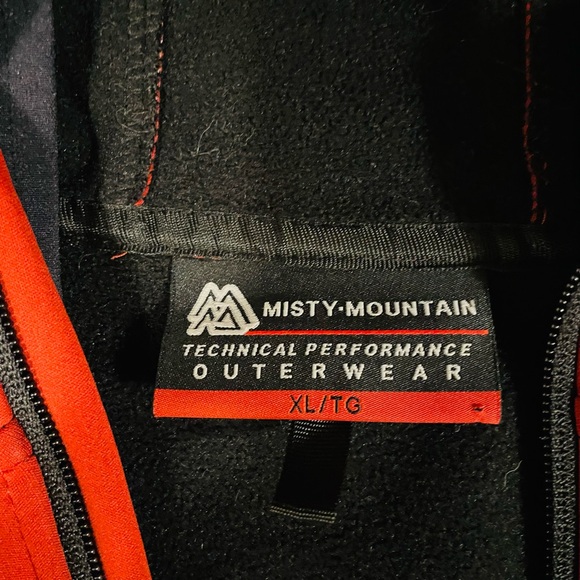 MISTY·MOUNTAIN
TECHNICAL PERFORMANCE
OUTERWEAR
XL/TG